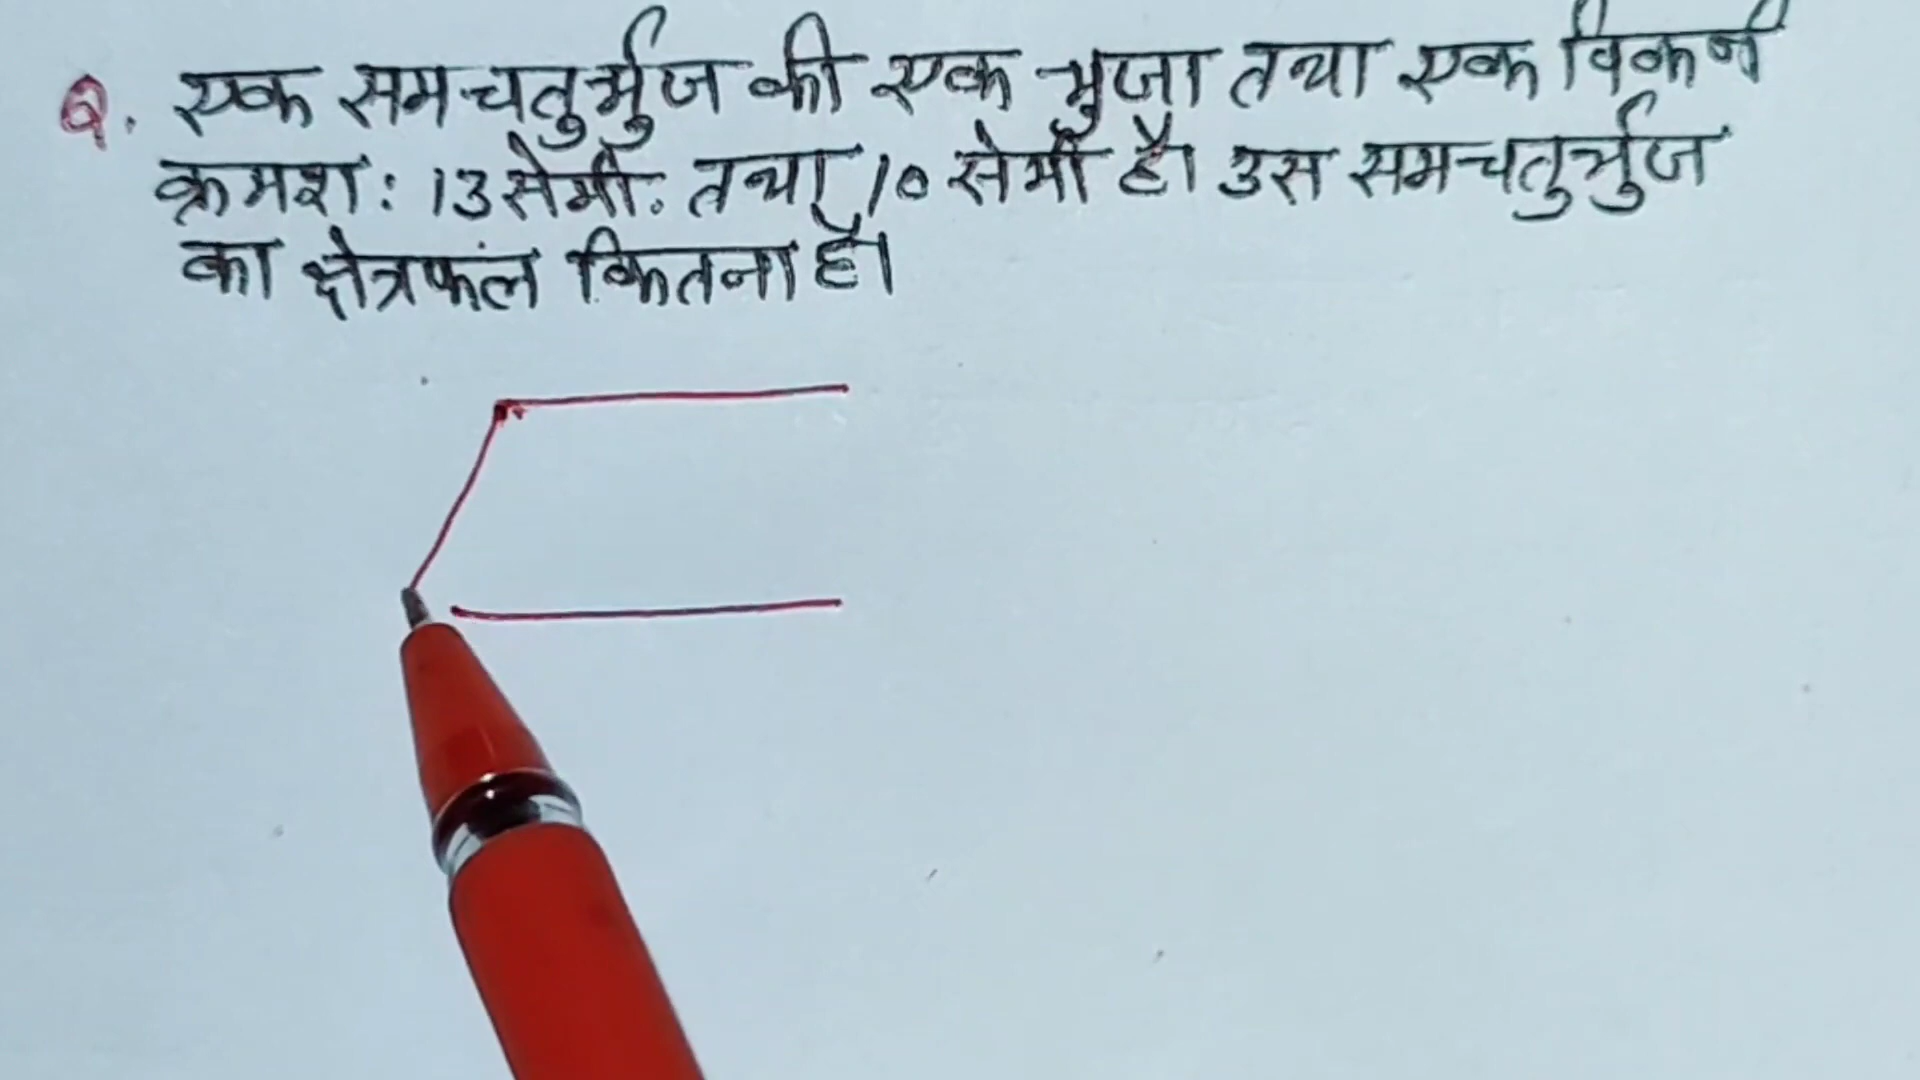 Q. एक समचतुर्भुज की एक भुजा तथा एक विकर्ण
क्रमश: 13 सेमी. तथा 10 सेमी है। उस समचतुर्भुज
का क्षेत्रफल कितना है।